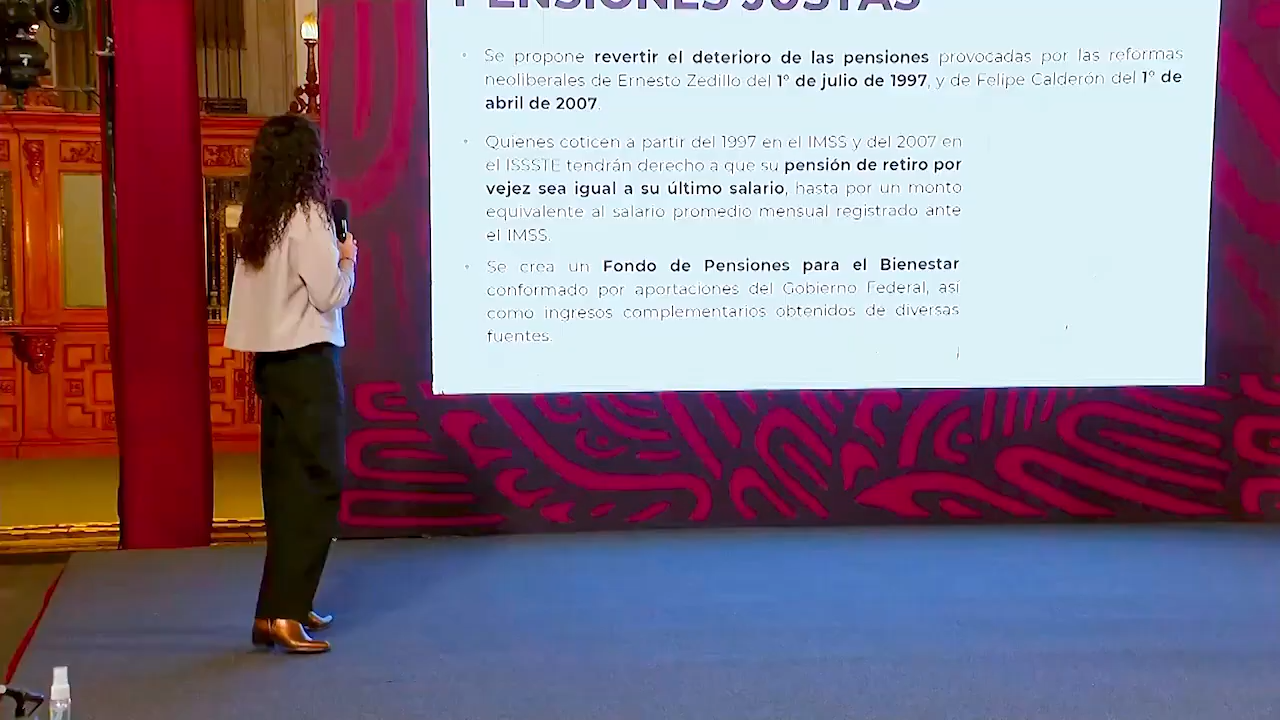 PENSIONES JUSTAS
Se propone revertir el deterioro de las pensiones provocadas por las reformas
neoliberales de Ernesto Zedillo del 1° de julio de 1997, y de Felipe Calderón del 1° de
abril de 2007.
Quienes coticen a partir del 1997 en el IMSS y del 2007 en
el ISSSTE tendrán derecho a que su pensión de retiro por
vejez sea igual a su último salario, hasta por un monto
equivalente al salario promedio mensual registrado ante
el IMSS.
Se crea un Fondo de Pensiones para el Bienestar
conformado por aportaciones del Gobierno Federal, así
como ingresos complementarios obtenidos de diversas
fuentes.